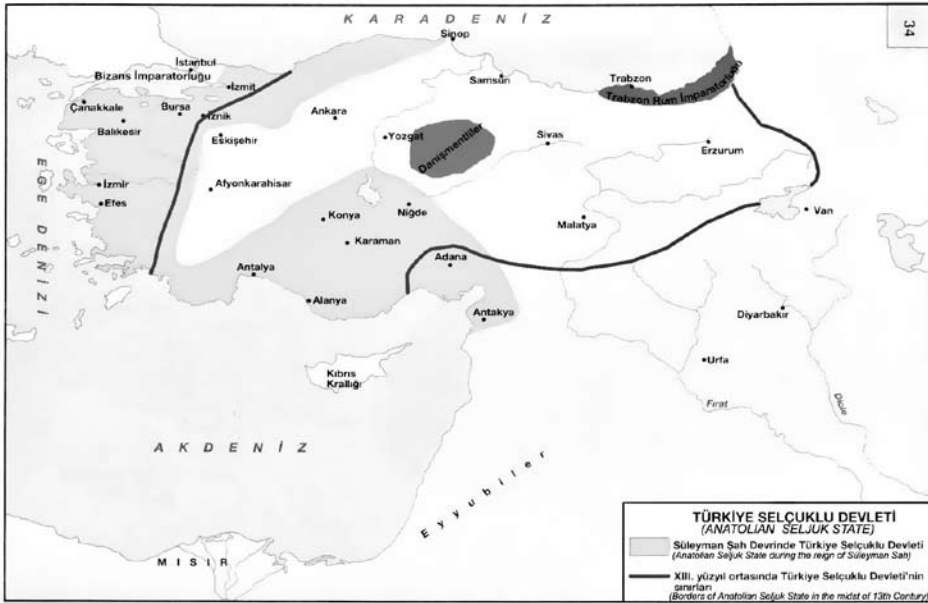 KARADENİZ
34
Sinop
İstanbul
Bizans İmparatorluğu
İzmit
Samsun
Trabzon
Trabzon Rum İmparatorluğu
Çanakkale
Bursa
İznik
Ankara
Balıkesir
Eskişehir
Yozgat
Danişmentliler
Sivas
Erzurum
EGE DENİZİ
İzmir
Afyonkarahisar
Efes
Konya
Niğde
Malatya
Van
Karaman
Adana
Antalya
Alanya
Antakya
Diyarbakır
Urfa
Kıbrıs
Krallığı
Fırat
Dicle
AKDENİZ
Eyyubiler
MISIR
TÜRKİYE SELÇUKLU DEVLETİ
(ANATOLIAN SELJUK STATE)
Süleyman Şah Devrinde Türkiye Selçuklu Devleti
(Anatolian Seljuk State during the reign of Süleyman Şah)
XIII. yüzyıl ortasında Türkiye Selçuklu Devleti'nin
sınırları
(Borders of Anatolian Seljuk State in the midst of 13th Century)